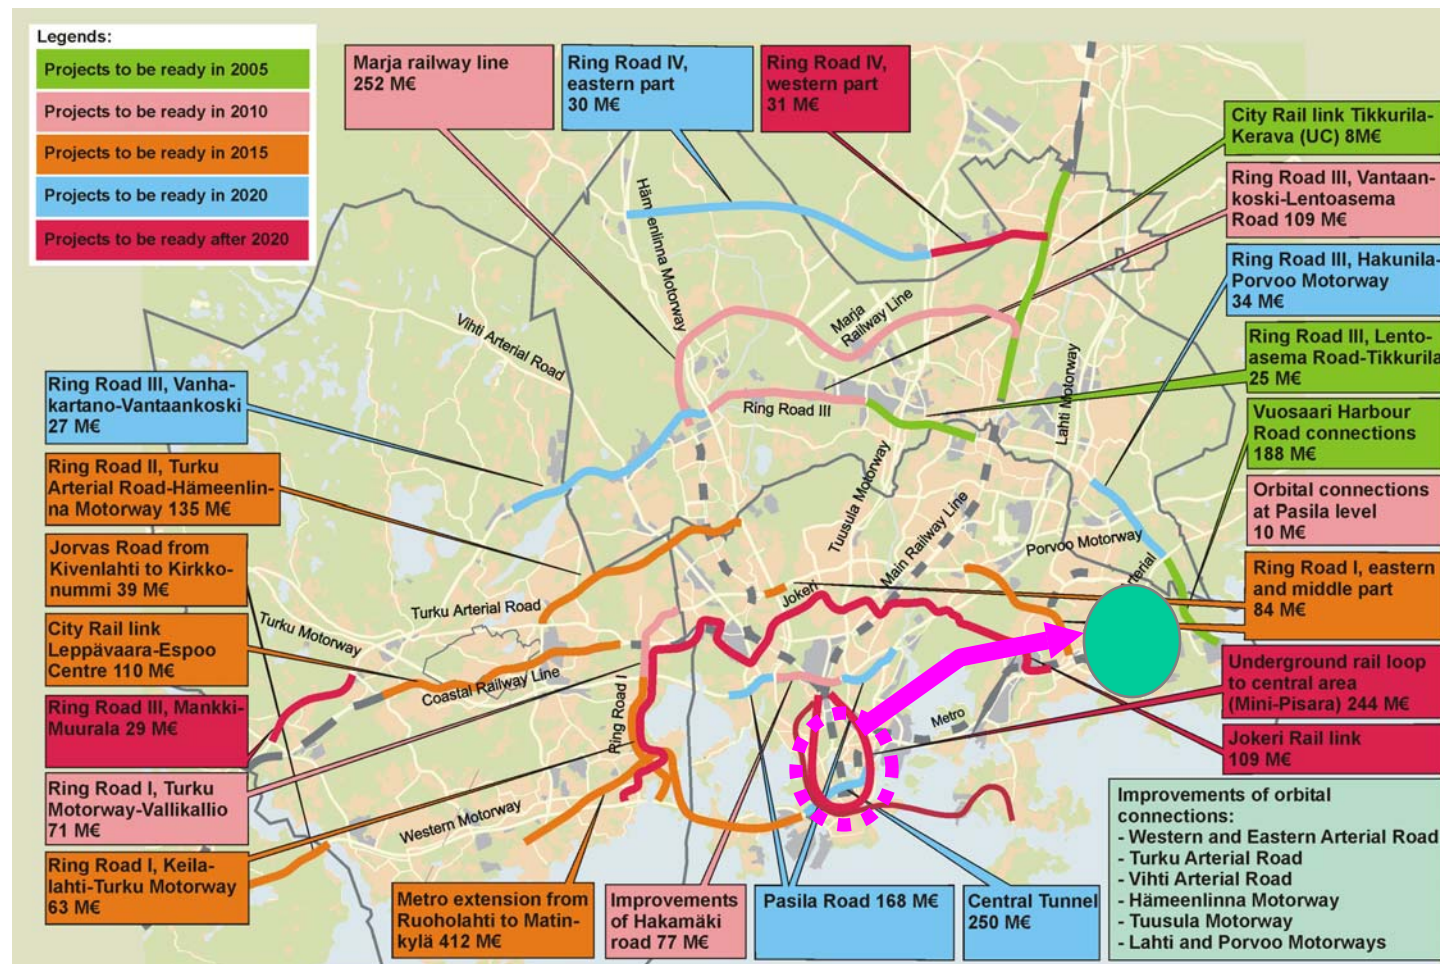 Legends:
Projects to be ready in 2005
Projects to be ready in 2010
Projects to be ready in 2015
Projects to be ready in 2020
Projects to be ready after 2020
Marja railway line
252 M€
Ring Road IV,
eastern part
30 M€
Ring Road IV,
western part
31 M€
City Rail link Tikkurila-
Kerava (UC) 8M€
Ring Road III, Vantaan-
koski-Lentoasema
Road 109 M€
Ring Road III, Hakunila-
Porvoo Motorway
34 M€
Ring Road III, Lento-
asema Road-Tikkurila
25 M€
Vuosaari Harbour
Road connections
188 M€
Orbital connections
at Pasila level
10 M€
Ring Road I, eastern
and middle part
84 M€
Underground rail loop
to central area
(Mini-Pisara) 244 M€
Jokeri Rail link
109 M€
Improvements of orbital
connections:
- Western and Eastern Arterial Road
- Turku Arterial Road
- Vihti Arterial Road
- Hämeenlinna Motorway
- Tuusula Motorway
- Lahti and Porvoo Motorways
Ring Road III, Vanha-
kartano-Vantaankoski
27 M€
Ring Road II, Turku
Arterial Road-Hämeenlin-
na Motorway 135 M€
Jorvas Road from
Kivenlahti to Kirkko-
nummi 39 M€
City Rail link
Leppävaara-Espoo
Centre 110 M€
Ring Road III, Mankki-
Muurala 29 M€
Ring Road I, Turku
Motorway-Vallikallio
71 M€
Ring Road I, Keila-
lahti-Turku Motorway
63 M€
Metro extension from
Ruoholahti to Matin-
kylä 412 M€
Improvements
of Hakamäki
road 77 M€
Pasila Road 168 M€
Central Tunnel
250 M€
Hämeenlinna Motorway
Vihti Arterial Road
Marja
Railway Line
Ring Road III
Lahti Motorway
Tuusula Motorway
Main Railway Line
Porvoo Motorway
Arterial
Jokeri
Turku Arterial Road
Turku Motorway
Coastal Railway Line
Ring Road I
Western Motorway
Metro